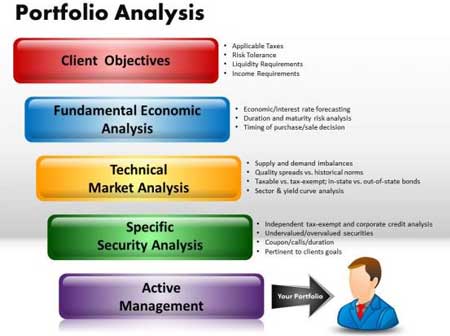 Portfolio Analysis
Client Objectives
• Applicable Taxes
• Risk Tolerance
• Liquidity Requirements
• Income Requirements
Fundamental Economic
Analysis
• Economic/interest rate forecasting
• Duration and maturity risk analysis
• Timing of purchase/sale decision
Technical
Market Analysis
• Supply and demand imbalances
• Quality spreads vs. historical norms
• Taxable vs. tax-exempt; in-state vs. out-of-state bonds
• Sector & yield curve analysis
Specific
Security Analysis
• Independent tax-exempt and corporate credit analysis
• Undervalued/overvalued securities
• Coupon/calls/duration
• Pertinent to clients goals
Active
Management
Your Portfolio